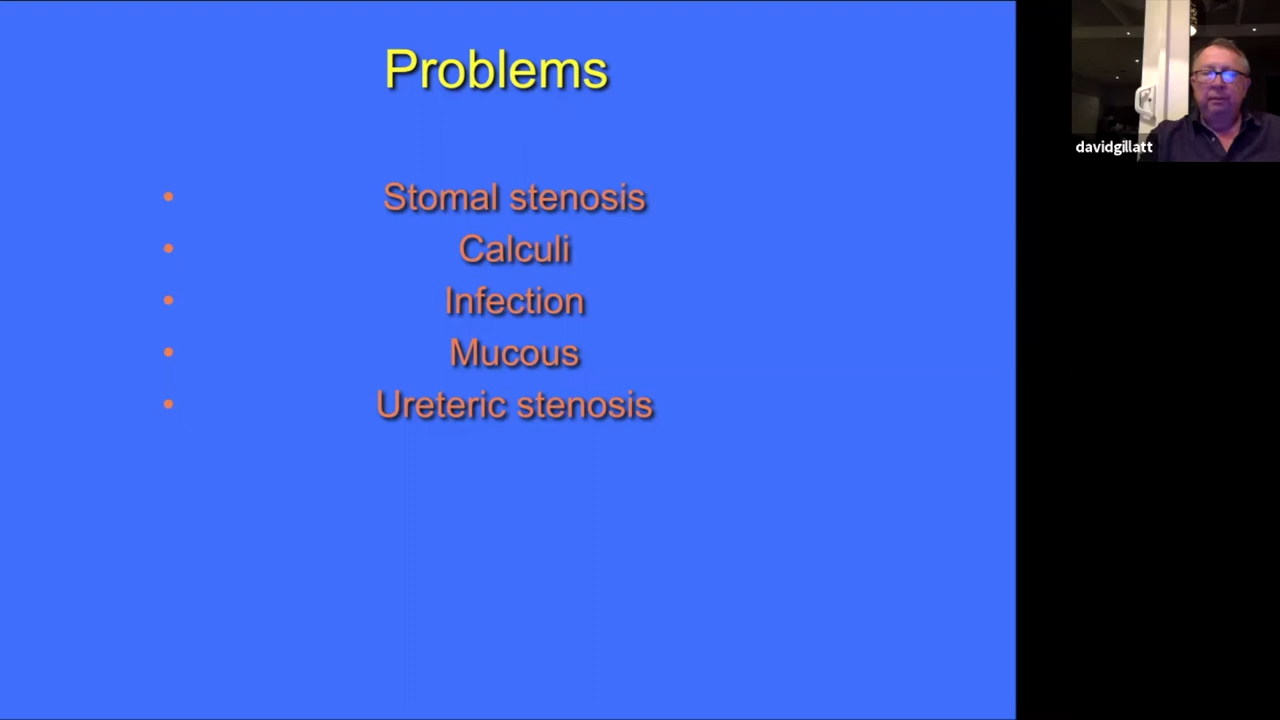 Problems
• Stomal stenosis
• Calculi
• Infection
• Mucous
• Ureteric stenosis
davidgillatt